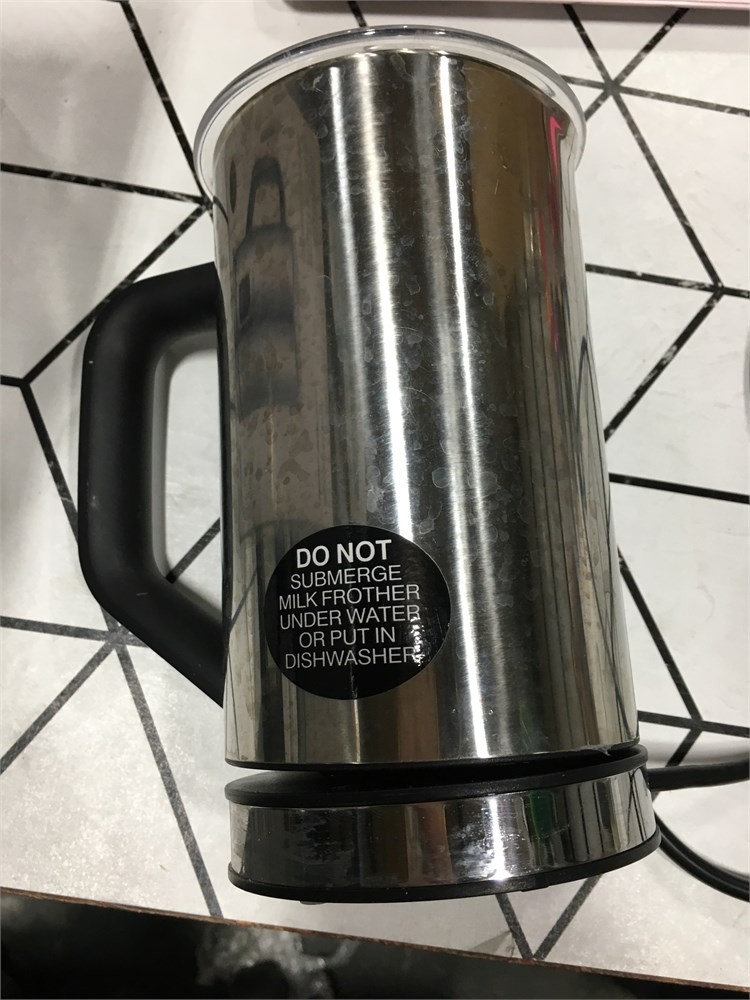 DO NOT
SUBMERGE
MILK FROTHER
UNDER WATER
OR PUT IN
DISHWASHER